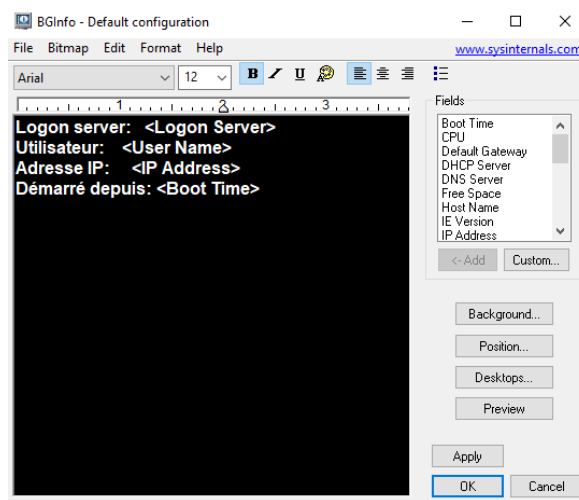 BGInfo - Default configuration
File Bitmap Edit Format Help www.sysinternals.com
Arial 12 B I U
1 2 3
Logon server: <Logon Server>
Utilisateur: <User Name>
Adresse IP: <IP Address>
Démarré depuis: <Boot Time>
Fields
Boot Time
CPU
Default Gateway
DHCP Server
DNS Server
Free Space
Host Name
IE Version
IP Address
<- Add Custom...
Background...
Position...
Desktops...
Preview
Apply
OK Cancel